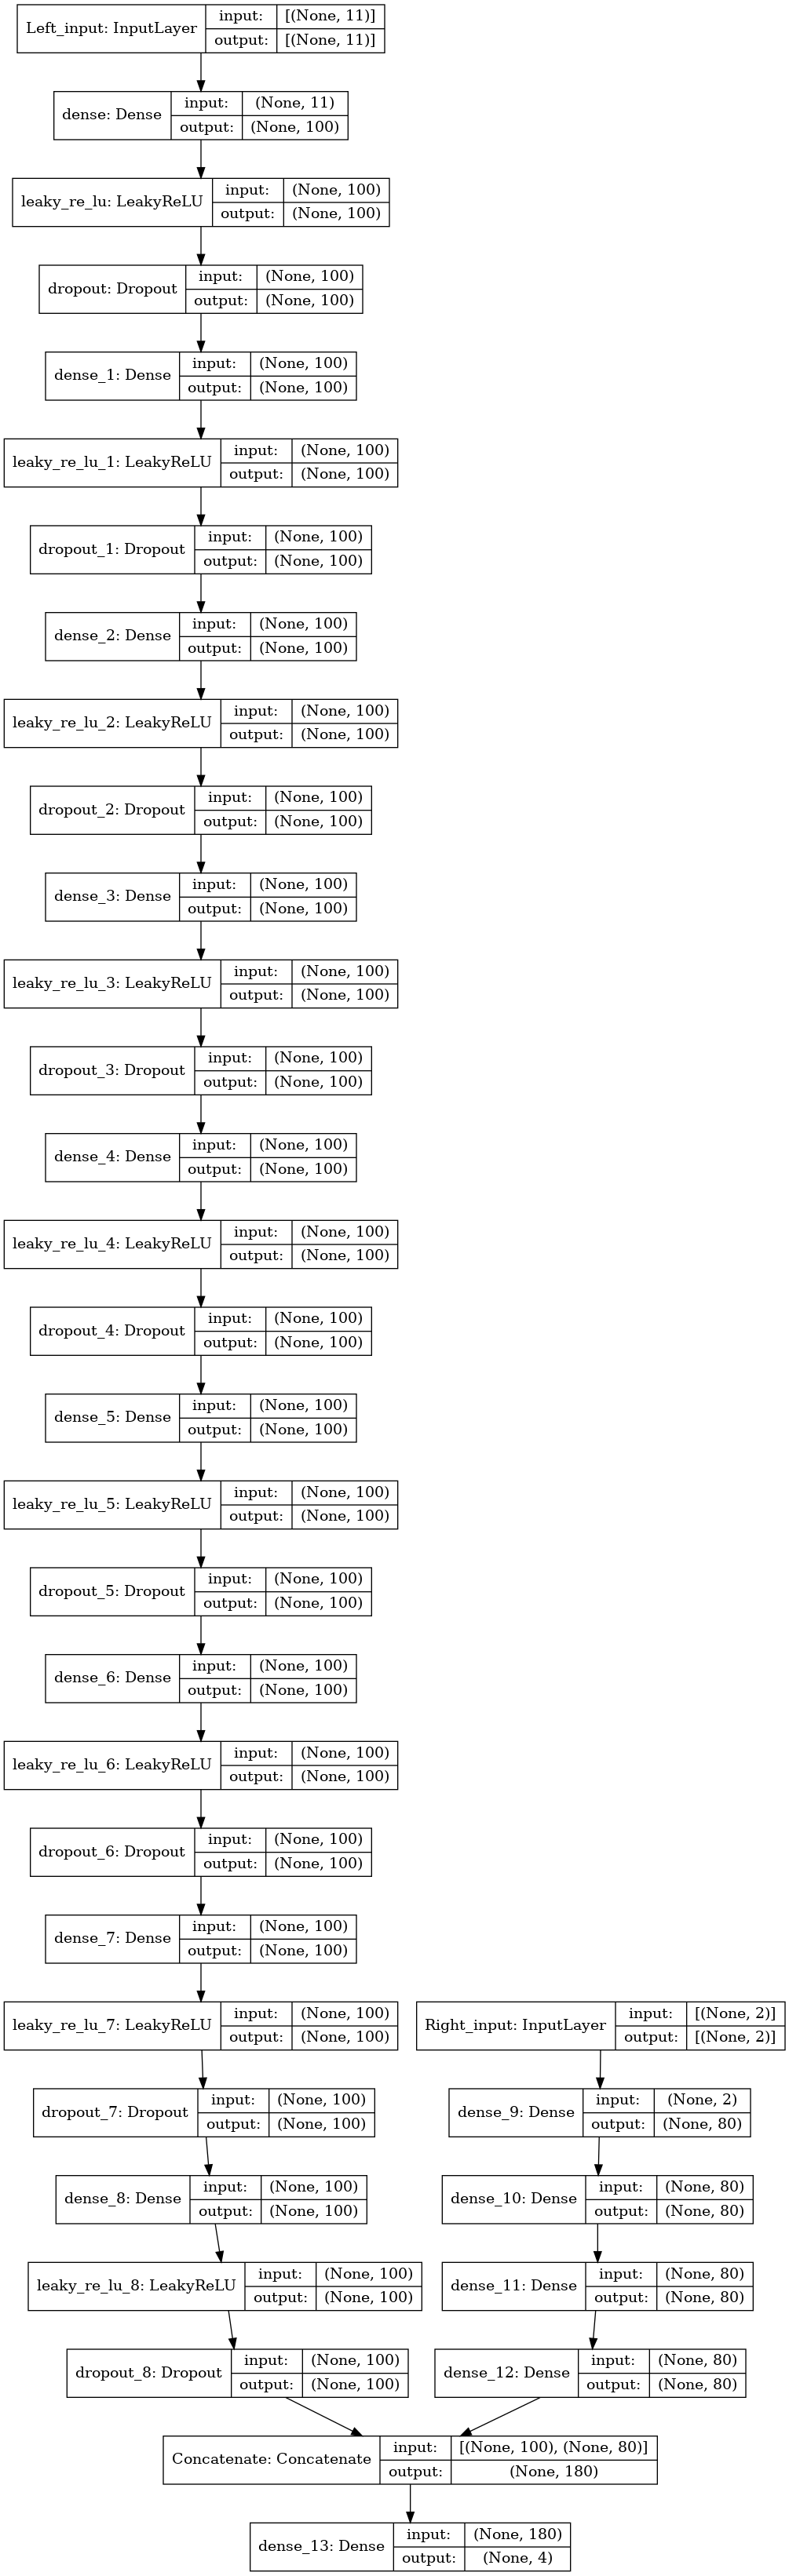 Left_input: InputLayer
input: [(None, 11)]
output: [(None, 11)]
dense: Dense
input: (None, 11)
output: (None, 100)
leaky_re_lu: LeakyReLU
input: (None, 100)
output: (None, 100)
dropout: Dropout
input: (None, 100)
output: (None, 100)
dense_1: Dense
input: (None, 100)
output: (None, 100)
leaky_re_lu_1: LeakyReLU
input: (None, 100)
output: (None, 100)
dropout_1: Dropout
input: (None, 100)
output: (None, 100)
dense_2: Dense
input: (None, 100)
output: (None, 100)
leaky_re_lu_2: LeakyReLU
input: (None, 100)
output: (None, 100)
dropout_2: Dropout
input: (None, 100)
output: (None, 100)
dense_3: Dense
input: (None, 100)
output: (None, 100)
leaky_re_lu_3: LeakyReLU
input: (None, 100)
output: (None, 100)
dropout_3: Dropout
input: (None, 100)
output: (None, 100)
dense_4: Dense
input: (None, 100)
output: (None, 100)
leaky_re_lu_4: LeakyReLU
input: (None, 100)
output: (None, 100)
dropout_4: Dropout
input: (None, 100)
output: (None, 100)
dense_5: Dense
input: (None, 100)
output: (None, 100)
leaky_re_lu_5: LeakyReLU
input: (None, 100)
output: (None, 100)
dropout_5: Dropout
input: (None, 100)
output: (None, 100)
dense_6: Dense
input: (None, 100)
output: (None, 100)
leaky_re_lu_6: LeakyReLU
input: (None, 100)
output: (None, 100)
dropout_6: Dropout
input: (None, 100)
output: (None, 100)
dense_7: Dense
input: (None, 100)
output: (None, 100)
leaky_re_lu_7: LeakyReLU
input: (None, 100)
output: (None, 100)
Right_input: InputLayer
input: [(None, 2)]
output: [(None, 2)]
dropout_7: Dropout
input: (None, 100)
output: (None, 100)
dense_9: Dense
input: (None, 2)
output: (None, 80)
dense_8: Dense
input: (None, 100)
output: (None, 100)
dense_10: Dense
input: (None, 80)
output: (None, 80)
leaky_re_lu_8: LeakyReLU
input: (None, 100)
output: (None, 100)
dense_11: Dense
input: (None, 80)
output: (None, 80)
dropout_8: Dropout
input: (None, 100)
output: (None, 100)
dense_12: Dense
input: (None, 80)
output: (None, 80)
Concatenate: Concatenate
input: [(None, 100), (None, 80)]
output: (None, 180)
dense_13: Dense
input: (None, 180)
output: (None, 4)